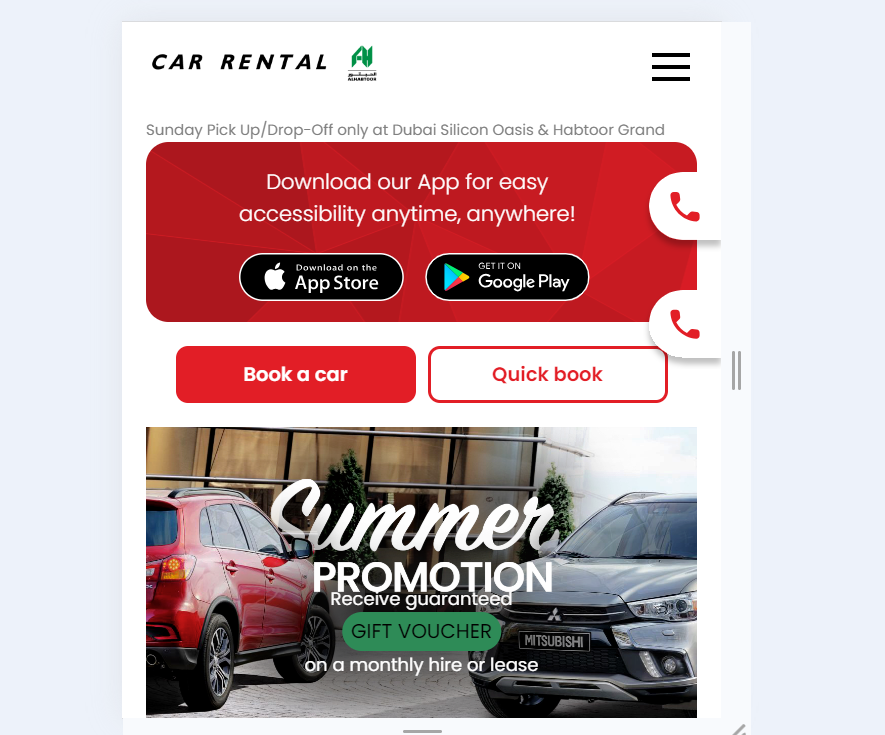 CAR RENTAL
الحبتور
ALHABTOOR
Sunday Pick Up/Drop-Off only at Dubai Silicon Oasis & Habtoor Grand
Download our App for easy
accessibility anytime, anywhere!
Download on the
App Store
GET IT ON
Google Play
Book a car
Quick book
Summer
PROMOTION
Receive guaranteed
GIFT VOUCHER
MITSUBISHI
on a monthly hire or lease